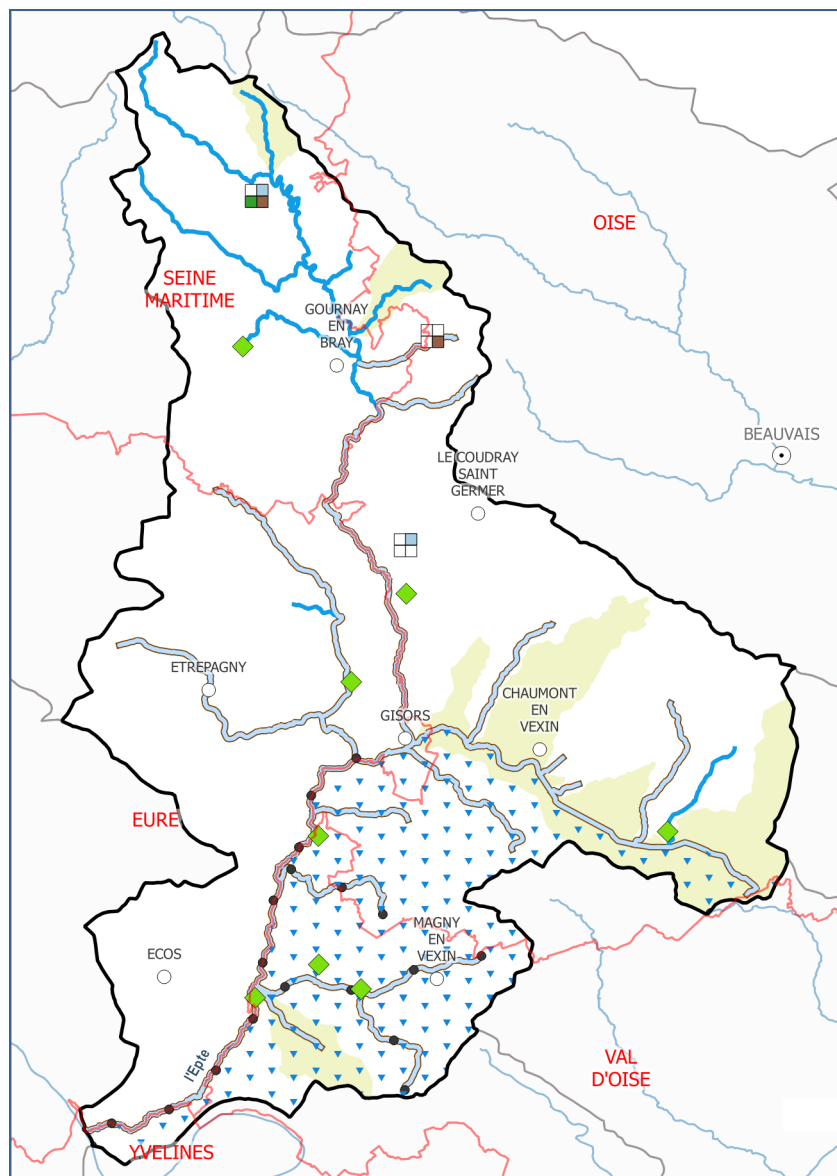 OISE
SEINE
MARITIME
GOURNAY
EN
BRAY
BEAUVAIS
LE COUDRAY
SAINT
GERMER
ETREPAGNY
CHAUMONT
EN
VEXIN
GISORS
EURE
MAGNY
EN
VEXIN
ECOS
l'Epte
VAL
D'OISE
YVELINES